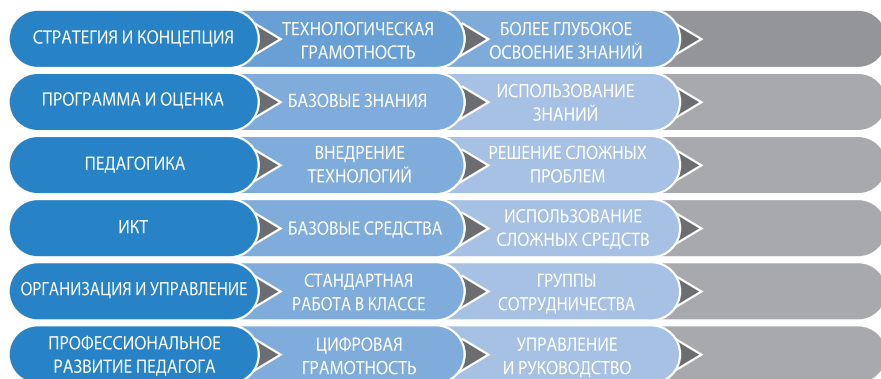 СТРАТЕГИЯ И КОНЦЕПЦИЯ
ТЕХНОЛОГИЧЕСКАЯ
ГРАМОТНОСТЬ
БОЛЕЕ ГЛУБОКОЕ
ОСВОЕНИЕ ЗНАНИЙ
ПРОГРАММА И ОЦЕНКА
БАЗОВЫЕ ЗНАНИЯ
ИСПОЛЬЗОВАНИЕ
ЗНАНИЙ
ПЕДАГОГИКА
ВНЕДРЕНИЕ
ТЕХНОЛОГИЙ
РЕШЕНИЕ СЛОЖНЫХ
ПРОБЛЕМ
ИКТ
БАЗОВЫЕ СРЕДСТВА
ИСПОЛЬЗОВАНИЕ
СЛОЖНЫХ СРЕДСТВ
ОРГАНИЗАЦИЯ И УПРАВЛЕНИЕ
СТАНДАРТНАЯ
РАБОТА В КЛАССЕ
ГРУППЫ
СОТРУДНИЧЕСТВА
ПРОФЕССИОНАЛЬНОЕ
РАЗВИТИЕ ПЕДАГОГА
ЦИФРОВАЯ
ГРАМОТНОСТЬ
УПРАВЛЕНИЕ
И РУКОВОДСТВО